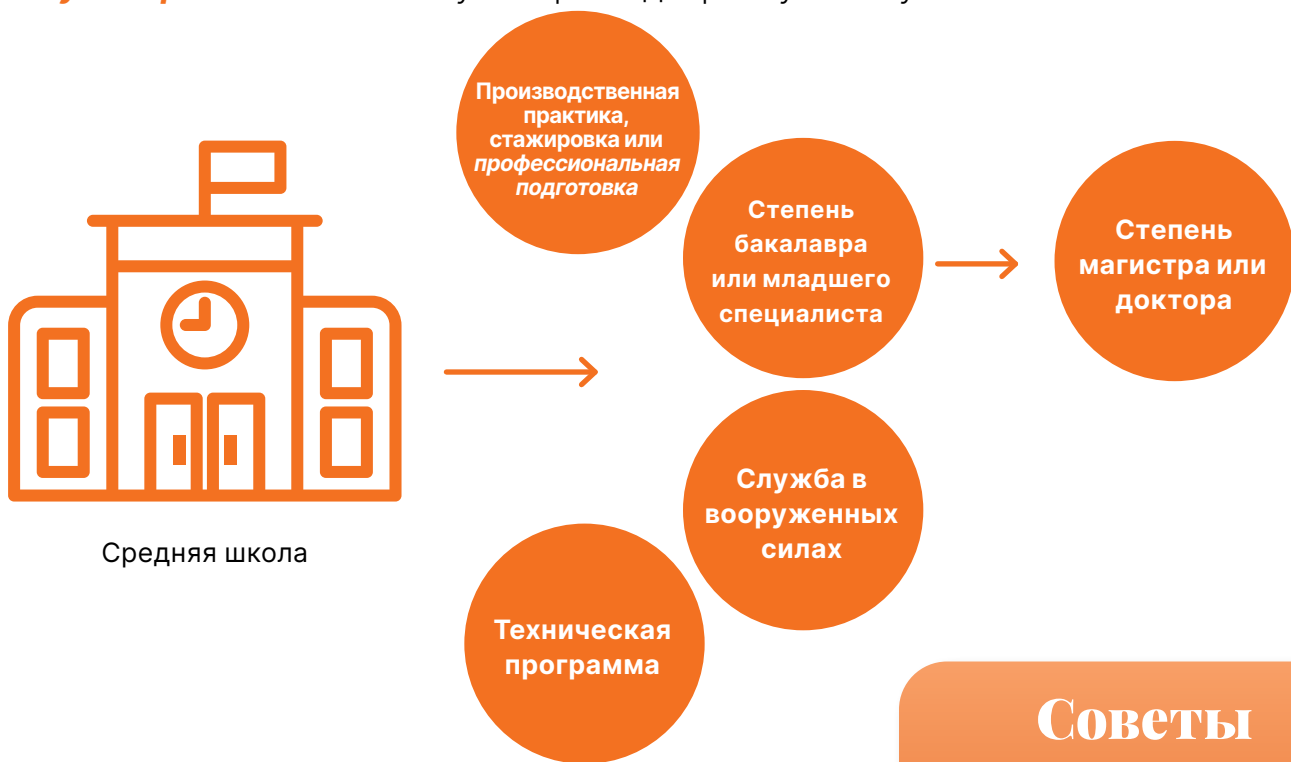 Производственная
практика,
стажировка или
профессиональная
подготовка
Степень
бакалавра
или младшего
специалиста
Степень
магистра или
доктора
Средняя школа
Служба в
вооруженных
силах
Техническая
программа
Советы